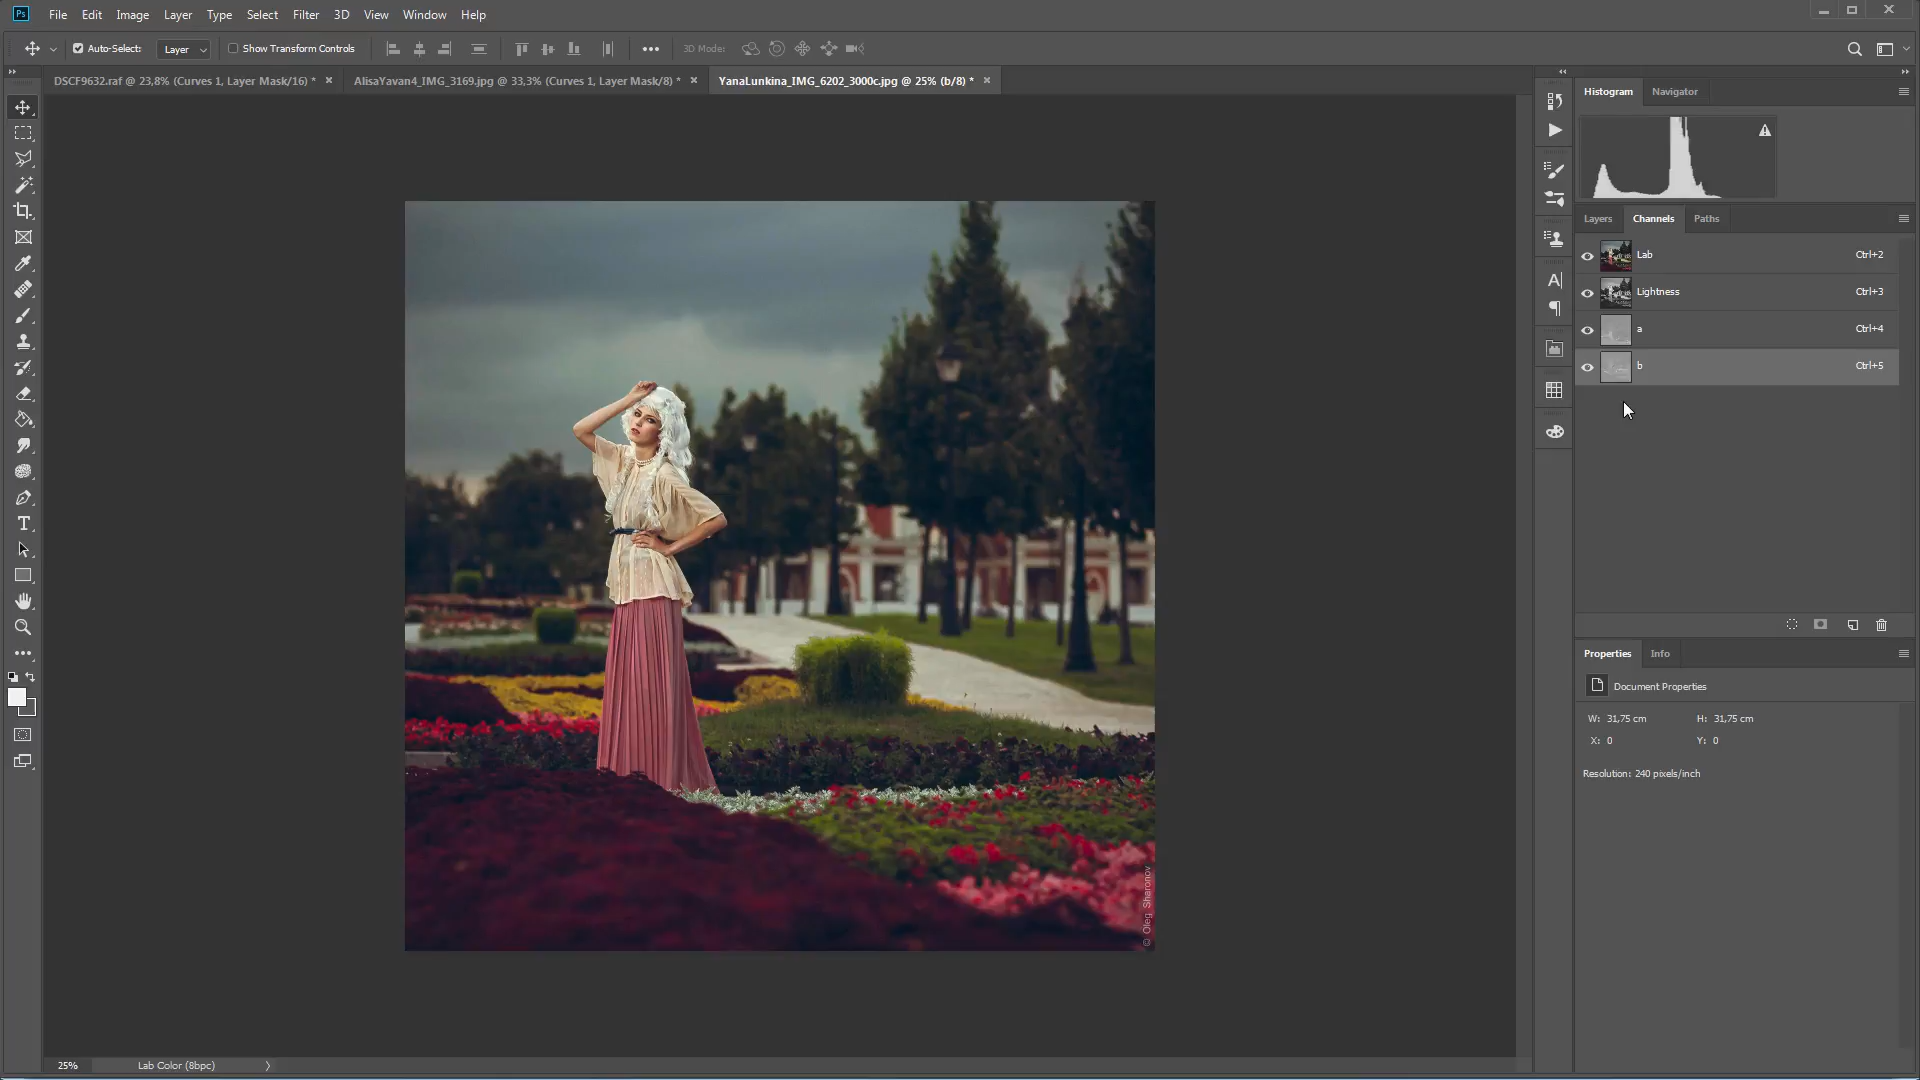 Ps File Edit Image Layer Type Select Filter 3D View Window Help
Auto-Select: Layer Show Transform Controls 3D Mode:
DSCF9632.raf @ 23,8% (Curves 1, Layer Mask/16) * AlisaYavan4_IMG_3169.jpg @ 33,3% (Curves 1, Layer Mask/8) * YanaLunkina_IMG_6202_3000c.jpg @ 25% (b/8) *
Histogram Navigator
Layers Channels Paths
Lab Ctrl+2
Lightness Ctrl+3
a Ctrl+4
b Ctrl+5
Properties Info
Document Properties
W: 31,75 cm H: 31,75 cm
X: 0 Y: 0
Resolution: 240 pixels/inch
© Oleg Sharonov
25% Lab Color (8bpc)